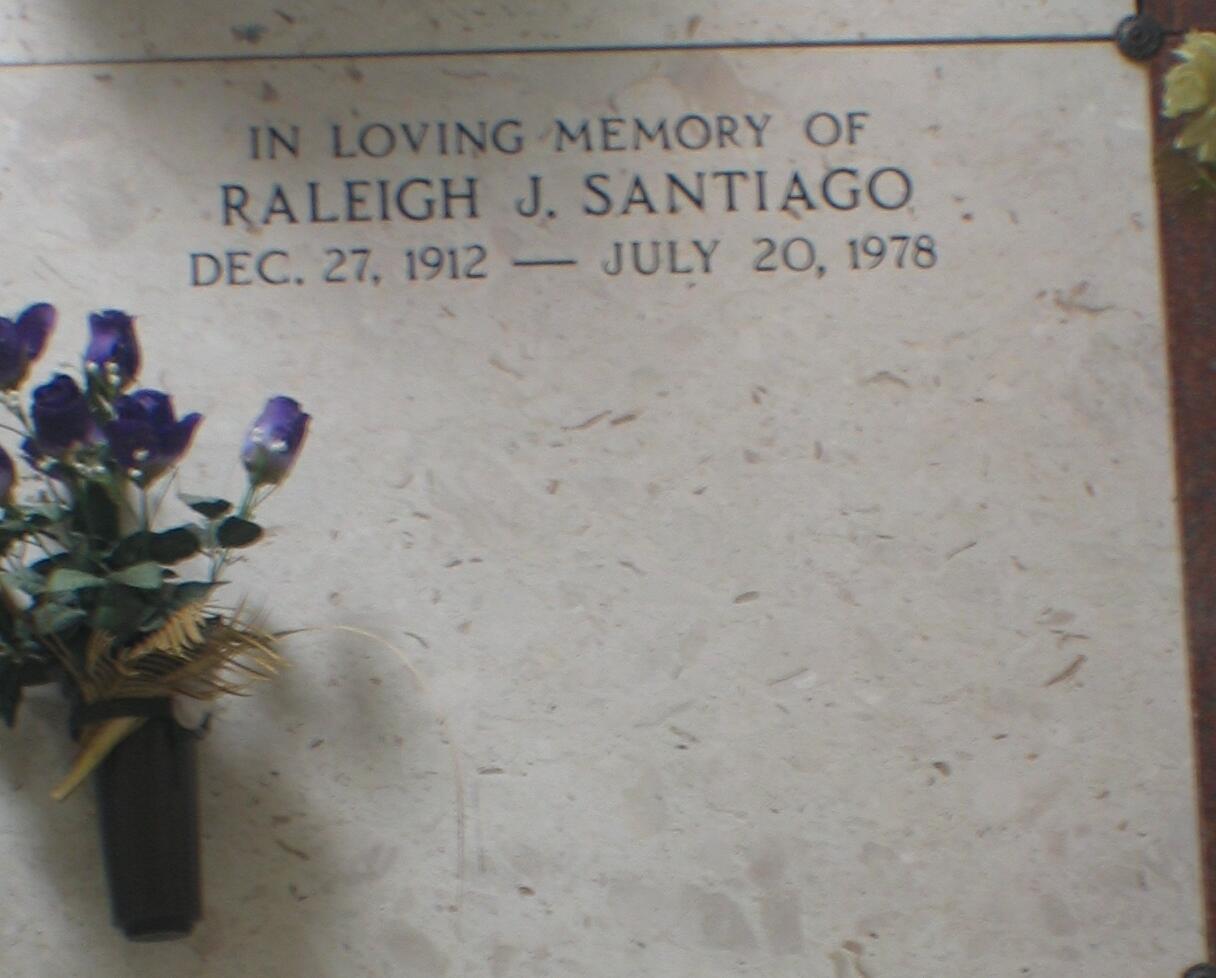 IN LOVING MEMORY OF
RALEIGH J. SANTIAGO
DEC. 27, 1912 — JULY 20, 1978